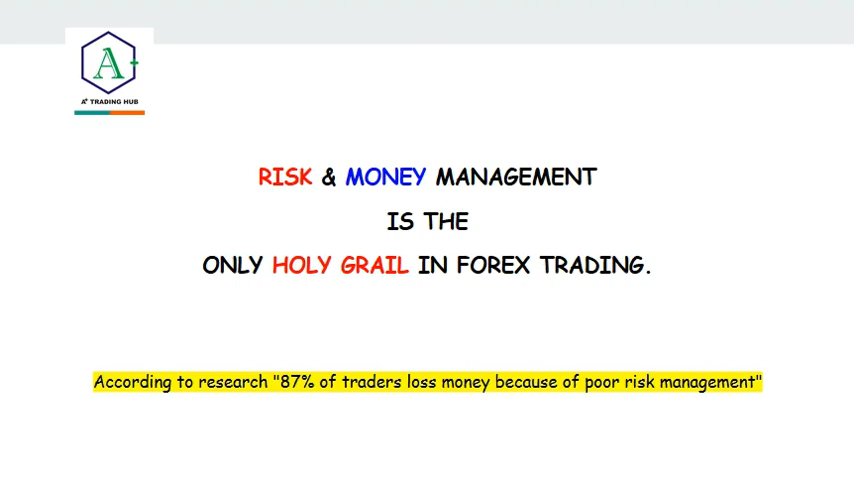 A+
A+ TRADING HUB
RISK & MONEY MANAGEMENT
IS THE
ONLY HOLY GRAIL IN FOREX TRADING.
According to research "87% of traders loss money because of poor risk management"